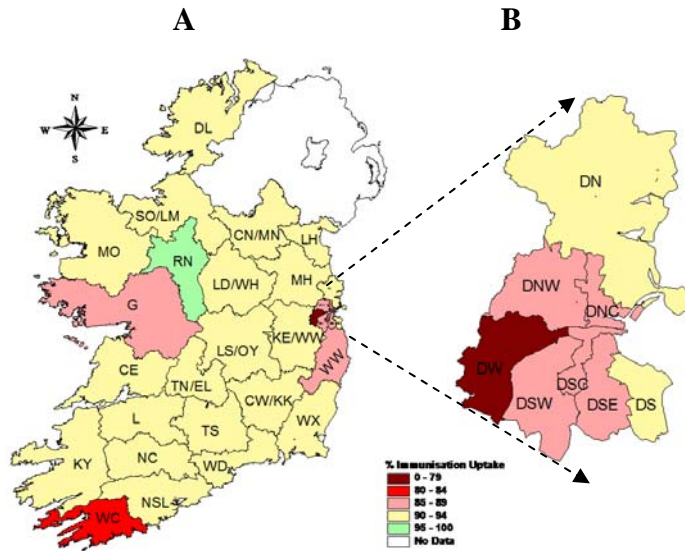 A
B
N
W E
S
DL
SO/LM
CN/MN
LH
MO
RN
LD/WH
MH
G
LS/OY
KE/WW
WW
CE
TN/EL
CW/KK
L
TS
WX
KY
NC
WD
NSL
WC
DN
DNW
DNC
DW
DSC
DSW
DSE
DS
% Immunisation Uptake
0 - 79
80 - 84
85 - 89
90 - 94
95 - 100
No Data